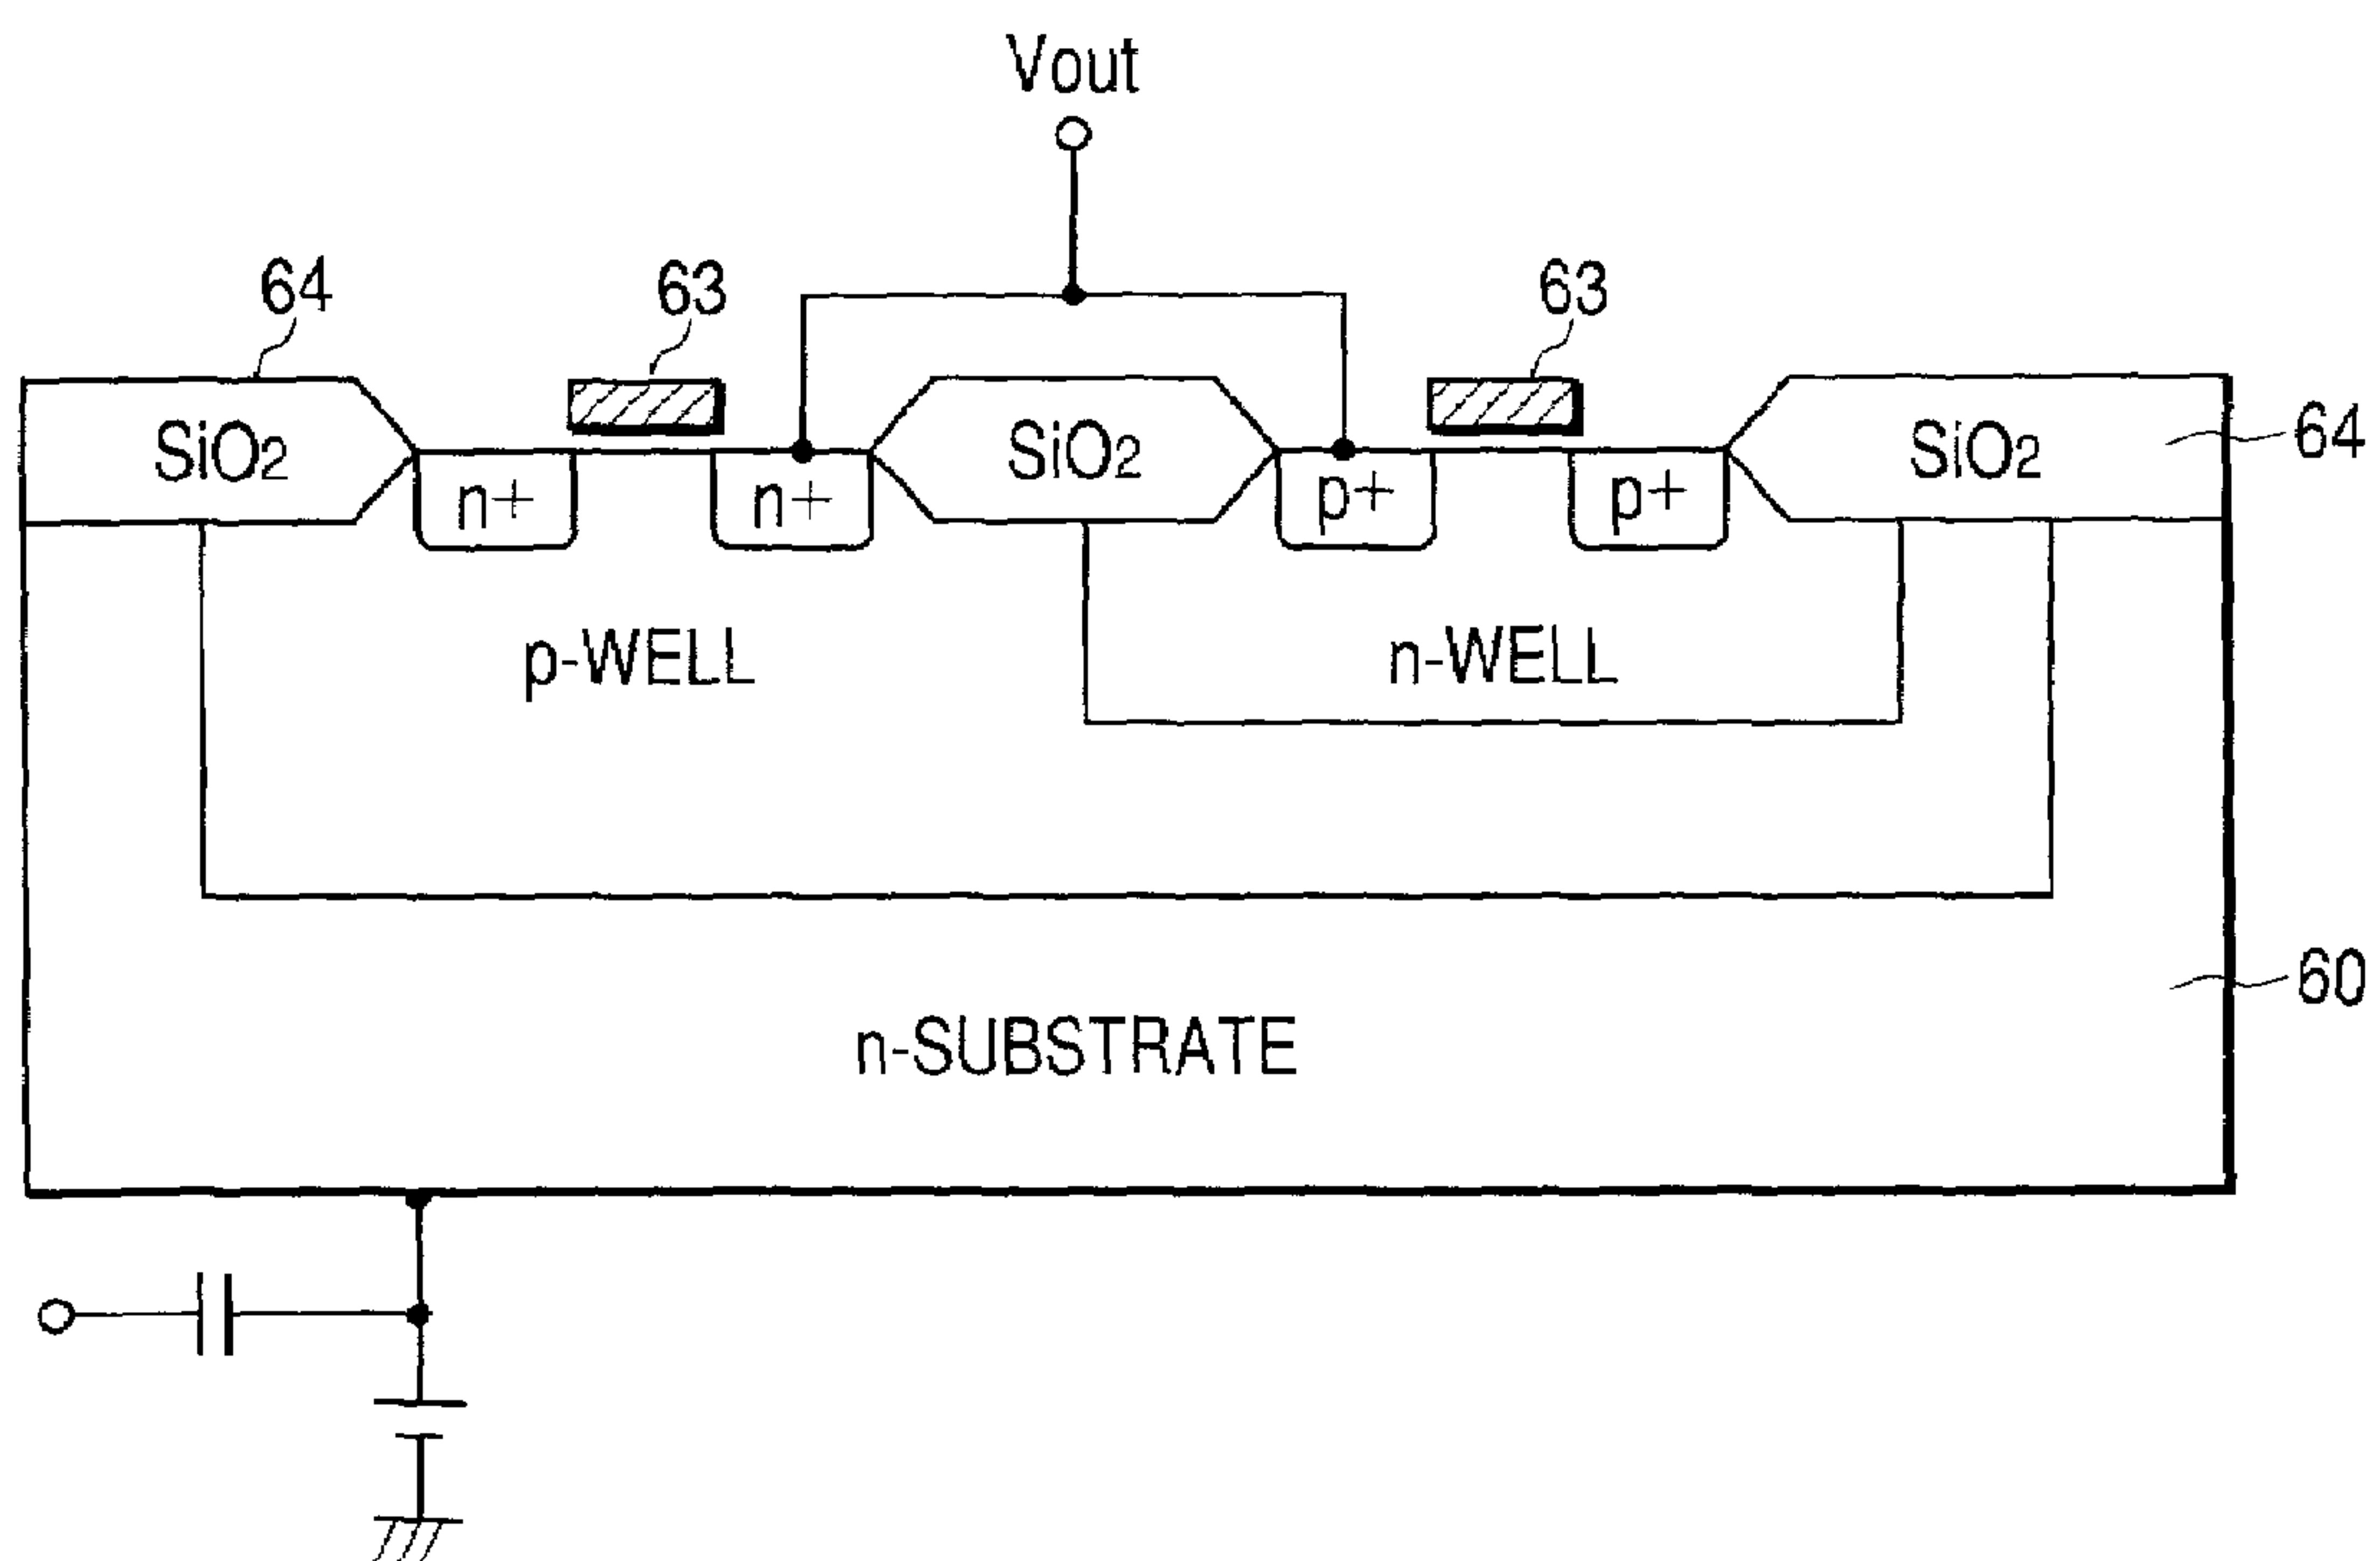 Vout
64
63
63
SiO2
n+
n+
SiO2
p+
p+
SiO2
64
p-WELL
n-WELL
60
n-SUBSTRATE